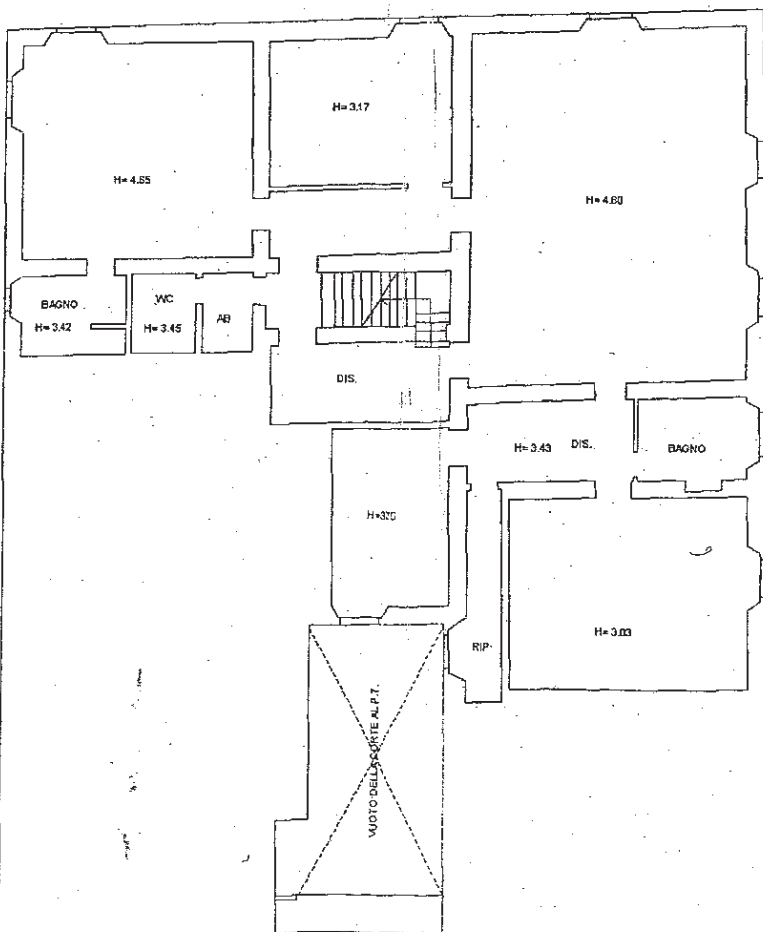 H= 3.17
H= 4.65
H= 4.60
BAGNO
H= 3.42
WC
H= 3.45
AB
DIS.
H= 3.43
DIS.
BAGNO
H= 3.03
RIP.
VUOTO DELLA CORTE AL P.T.